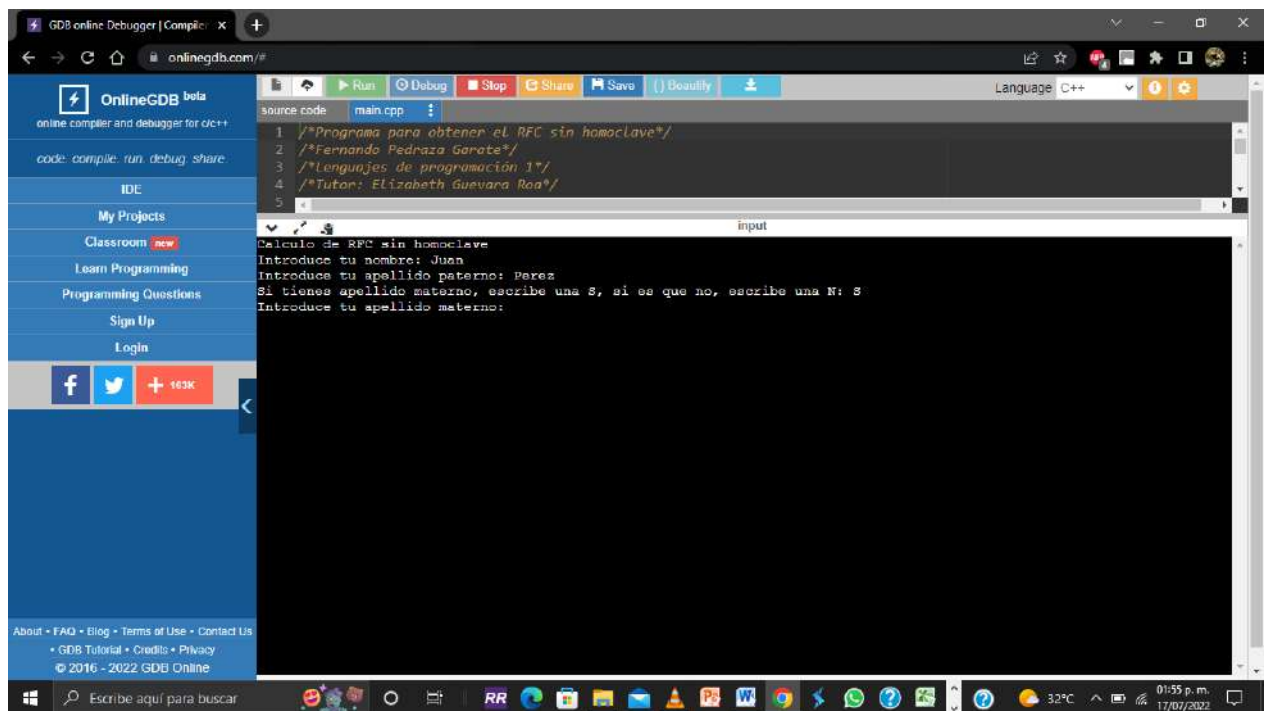 GDB online Debugger | Compiler
onlinegdb.com/#
OnlineGDB beta
online compiler and debugger for c/c++
code. compile. run. debug. share.
IDE
My Projects
Classroom new
Learn Programming
Programming Questions
Sign Up
Login
163K
About • FAQ • Blog • Terms of Use • Contact Us
• GDB Tutorial • Credits • Privacy
© 2016 - 2022 GDB Online
Run Debug Stop Share Save { } Beautify
Language C++
source code main.cpp
1 /*Programa para obtener el RFC sin homoclave*/
2 /*Fernando Pedraza Garate*/
3 /*Lenguajes de programación 1*/
4 /*Tutor: Elizabeth Guevara Roa*/
5
input
Calculo de RFC sin homoclave
Introduce tu nombre: Juan
Introduce tu apellido paterno: Perez
Si tienes apellido materno, escribe una S, si es que no, escribe una N: S
Introduce tu apellido materno:
Escribe aquí para buscar
RR
32°C
01:55 p. m.
17/07/2022